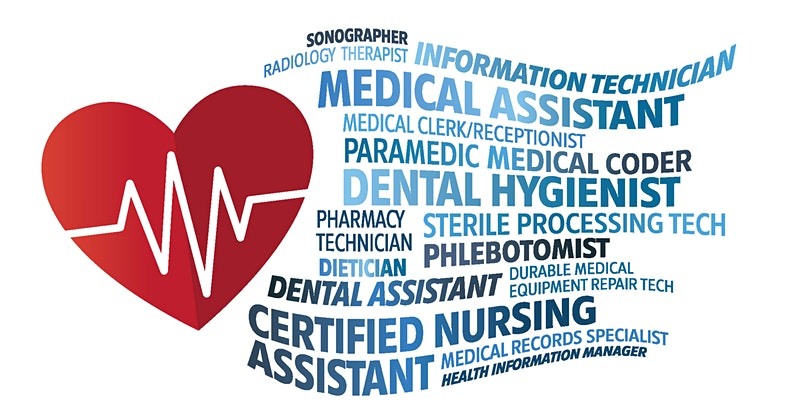 SONOGRAPHER
RADIOLOGY THERAPIST
INFORMATION TECHNICIAN
MEDICAL ASSISTANT
MEDICAL CLERK/RECEPTIONIST
PARAMEDIC MEDICAL CODER
DENTAL HYGIENIST
PHARMACY
TECHNICIAN
STERILE PROCESSING TECH
PHLEBOTOMIST
DIETICIAN
DURABLE MEDICAL
EQUIPMENT REPAIR TECH
DENTAL ASSISTANT
CERTIFIED NURSING
ASSISTANT
MEDICAL RECORDS SPECIALIST
HEALTH INFORMATION MANAGER